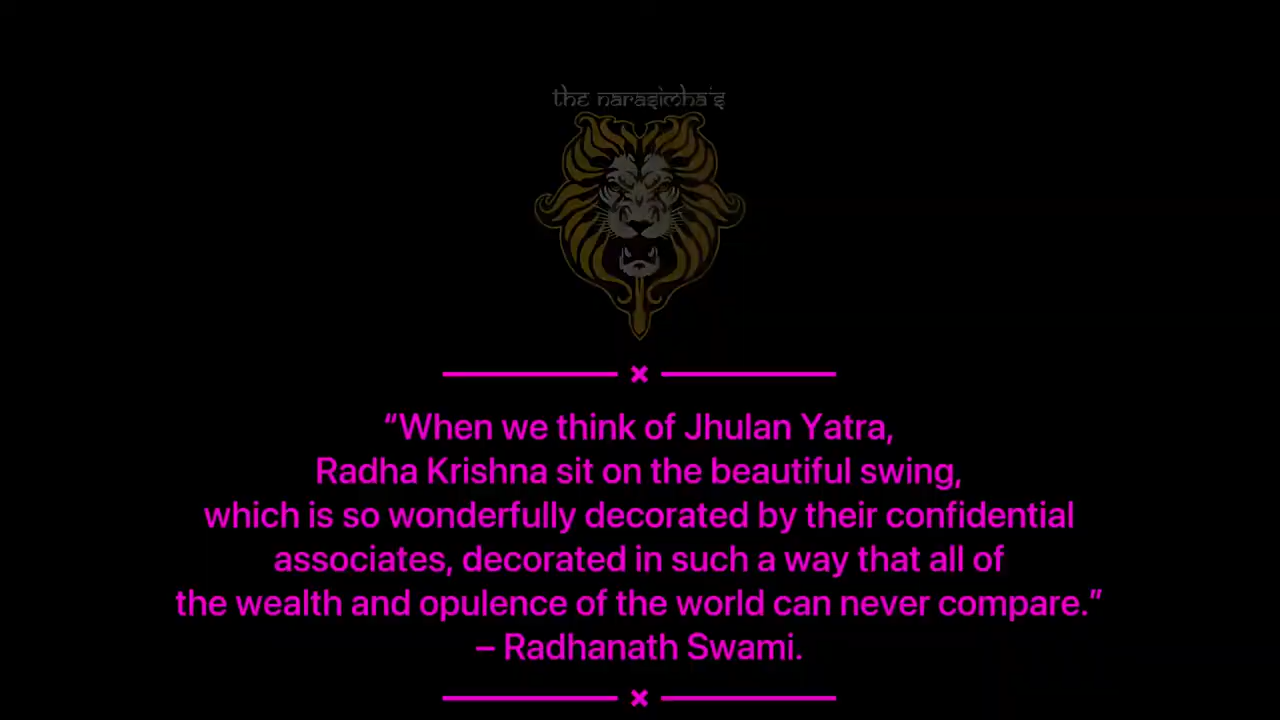 the narasimha's
“When we think of Jhulan Yatra,
Radha Krishna sit on the beautiful swing,
which is so wonderfully decorated by their confidential
associates, decorated in such a way that all of
the wealth and opulence of the world can never compare.”
– Radhanath Swami.